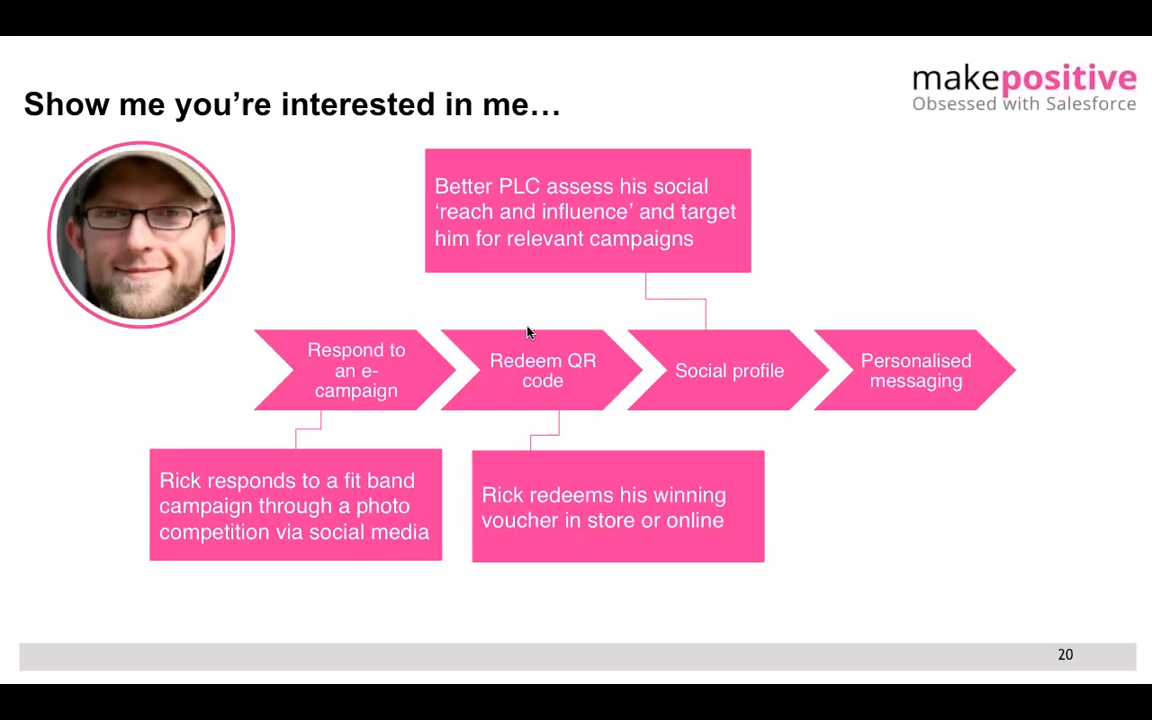 makepositive
Obsessed with Salesforce
Show me you’re interested in me…
Better PLC assess his social
‘reach and influence’ and target
him for relevant campaigns
Respond to
an e-
campaign
Redeem QR
code
Social profile
Personalised
messaging
Rick responds to a fit band
campaign through a photo
competition via social media
Rick redeems his winning
voucher in store or online
20